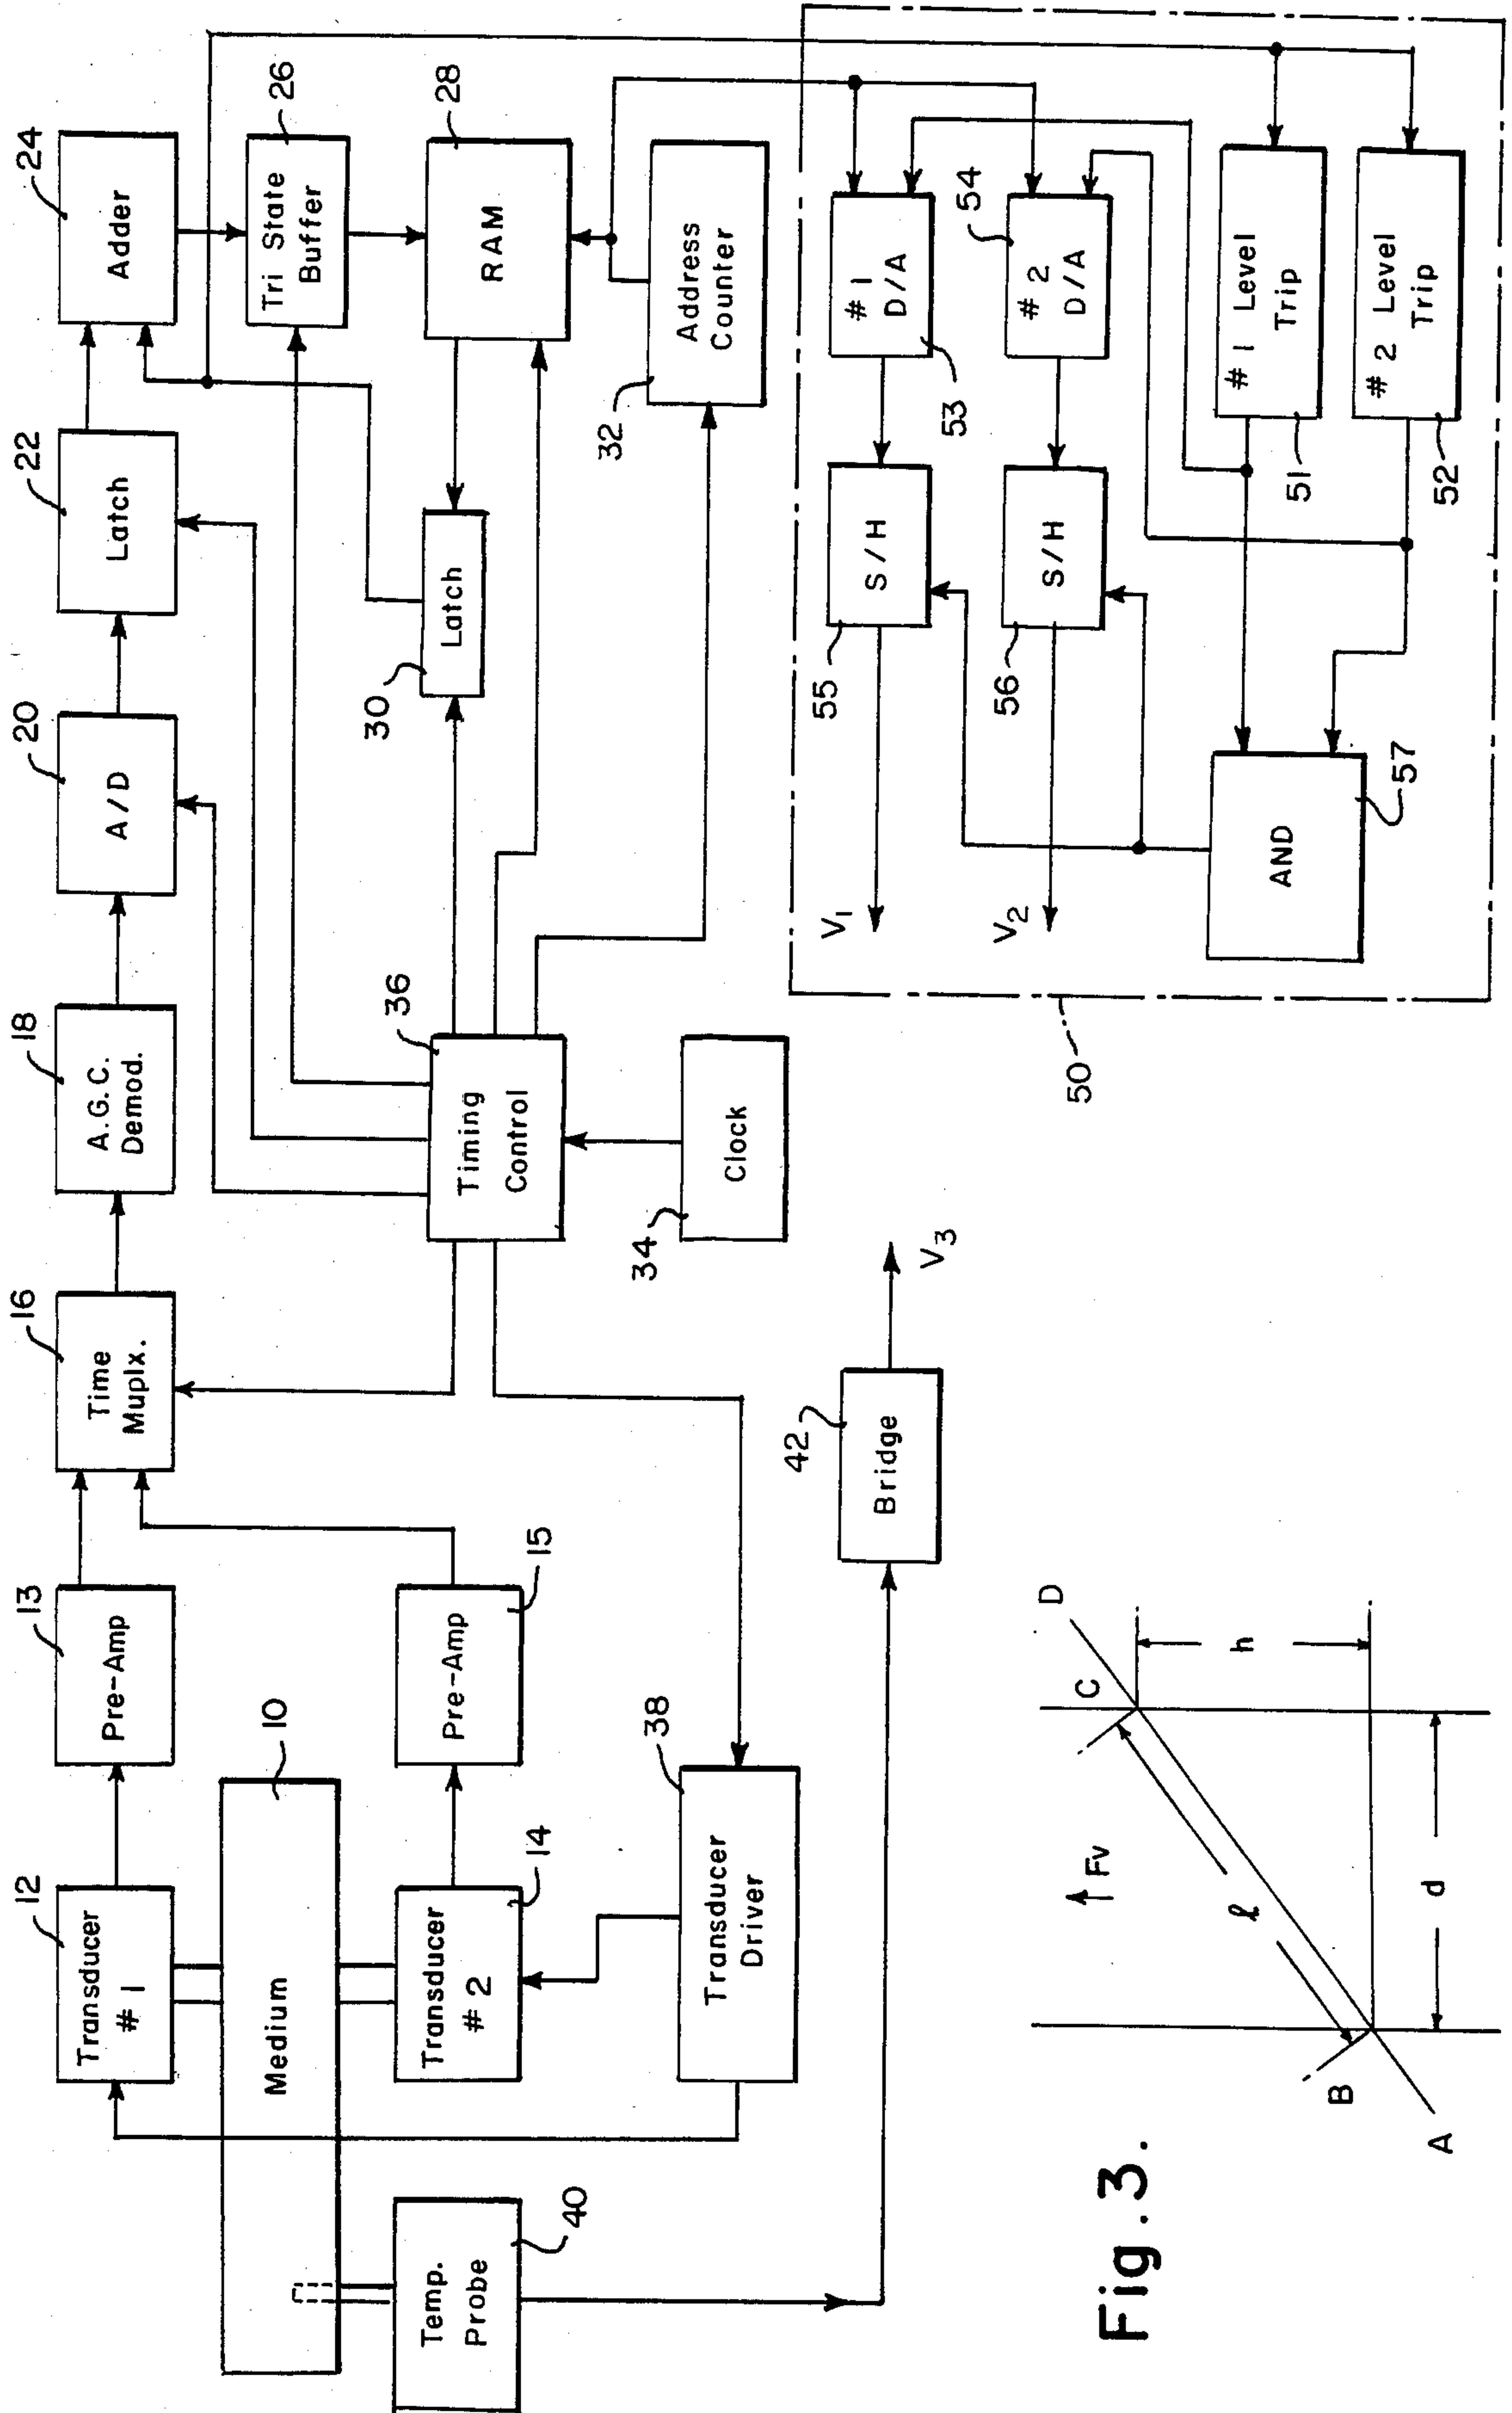 12
Transducer
# 1
13
Pre-Amp
16
Time
Muplx.
18
A.G.C.
Demod.
20
A/D
22
Latch
24
Adder
10
Medium
Tri State
Buffer
26
40
Temp.
Probe
14
Transducer
# 2
15
Pre-Amp
36
Timing
Control
30
Latch
RAM
28
38
Transducer
Driver
34
Clock
32
Address
Counter
42
Bridge
V3
50
V1
55
S/H
# 1
D/A
53
V2
56
S/H
# 2
D/A
54
AND
57
51
# 1 Level
Trip
52
# 2 Level
Trip
Fig. 3.
A
B
C
D
Fv
l
d
h